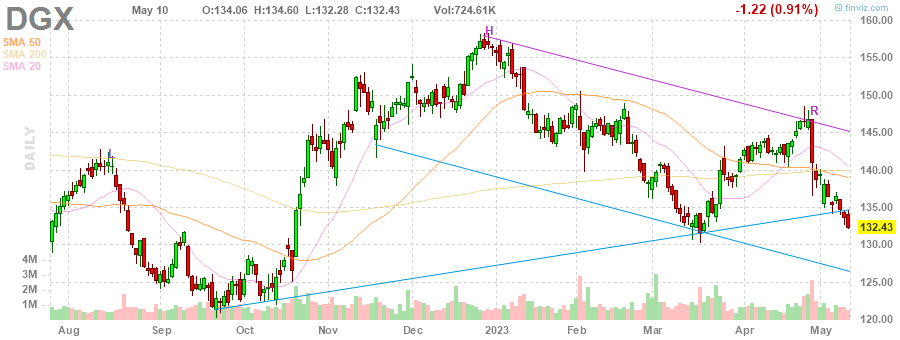 DGX
May 10 O:134.06 H:134.60 L:132.28 C:132.43 Vol:724.61K
-1.22 (0.91%)
© finviz.com
SMA 50
SMA 200
SMA 20
DAILY
160.00
155.00
150.00
145.00
140.00
135.00
132.43
130.00
125.00
120.00
4M
3M
2M
1M
H
R
L
Aug Sep Oct Nov Dec 2023 Feb Mar Apr May